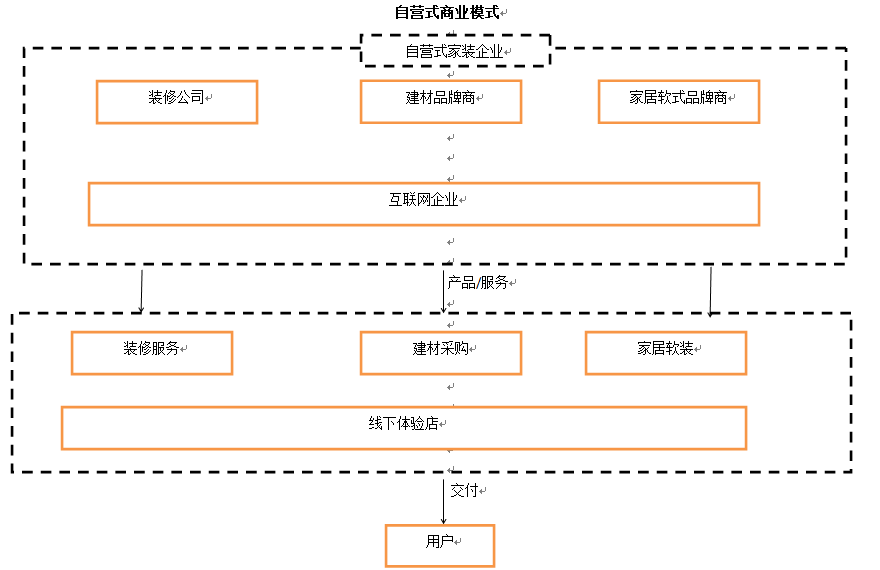 自营式商业模式
自营式家装企业
装修公司
建材品牌商
家居软式品牌商
互联网企业
产品/服务
装修服务
建材采购
家居软装
线下体验店
交付
用户